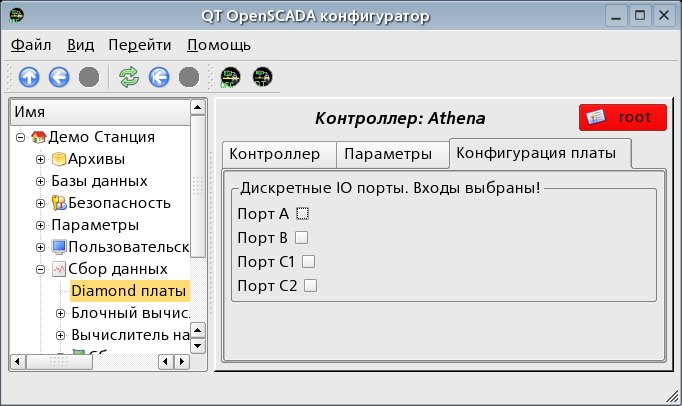 QT OpenSCADA конфигуратор
Файл Вид Перейти Помощь
Имя
Демо Станция
Архивы
Базы данных
Безопасность
Параметры
Пользовательск
Сбор данных
Diamond платы
Блочный вычис
Вычислитель на
Контроллер: Athena
root
Контроллер Параметры Конфигурация платы
Дискретные IO порты. Входы выбраны!
Порт A
Порт B
Порт C1
Порт C2